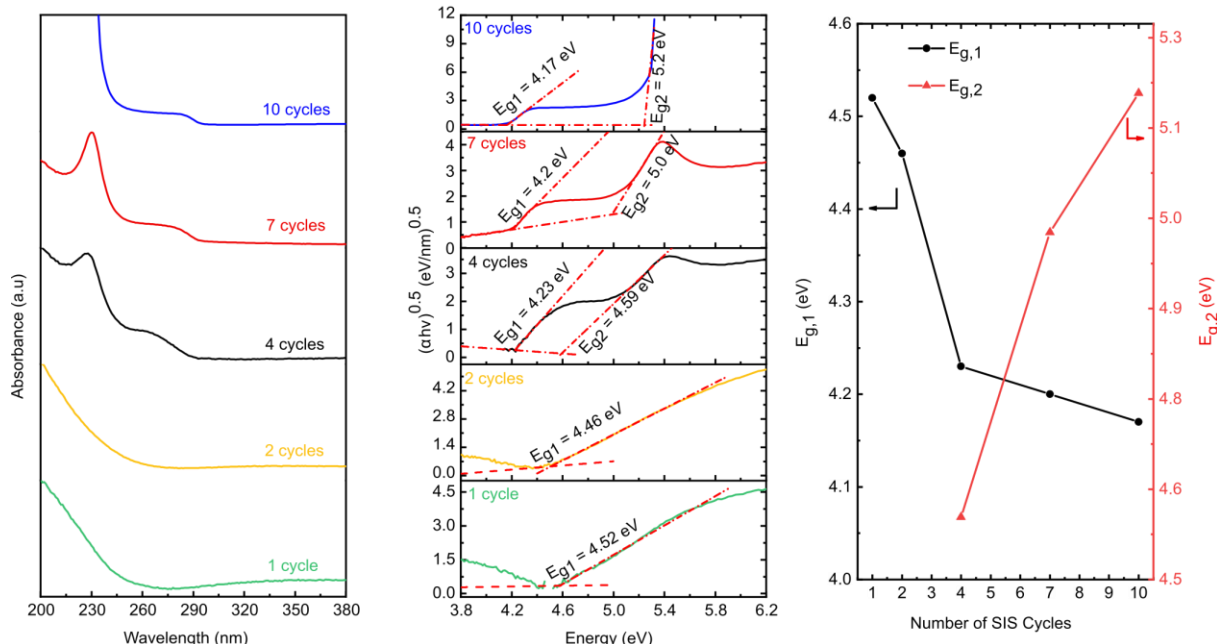 Absorbance (a.u)
10 cycles
7 cycles
4 cycles
2 cycles
1 cycle
200 230 260 290 320 350 380
Wavelength (nm)
(αhv)^0.5 (eV/nm)^0.5
12
9
6
3
0
10 cycles
Eg1 = 4.17 eV
Eg2 = 5.2 eV
4
3
2
1
0
7 cycles
Eg1 = 4.2 eV
Eg2 = 5.0 eV
3
2
1
0
4 cycles
Eg1 = 4.23 eV
Eg2 = 4.59 eV
4.2
2.8
1.4
0.0
2 cycles
Eg1 = 4.46 eV
4.5
3.0
1.5
0.0
1 cycle
Eg1 = 4.52 eV
3.8 4.2 4.6 5.0 5.4 5.8 6.2
Energy (eV)
E_g,1 (eV)
4.6
4.5
4.4
4.3
4.2
4.1
4.0
E_g,1
E_g,2
5.3
5.2
5.1
5.0
4.9
4.8
4.7
4.6
4.5
E_g,2 (eV)
1 2 3 4 5 6 7 8 9 10
Number of SIS Cycles